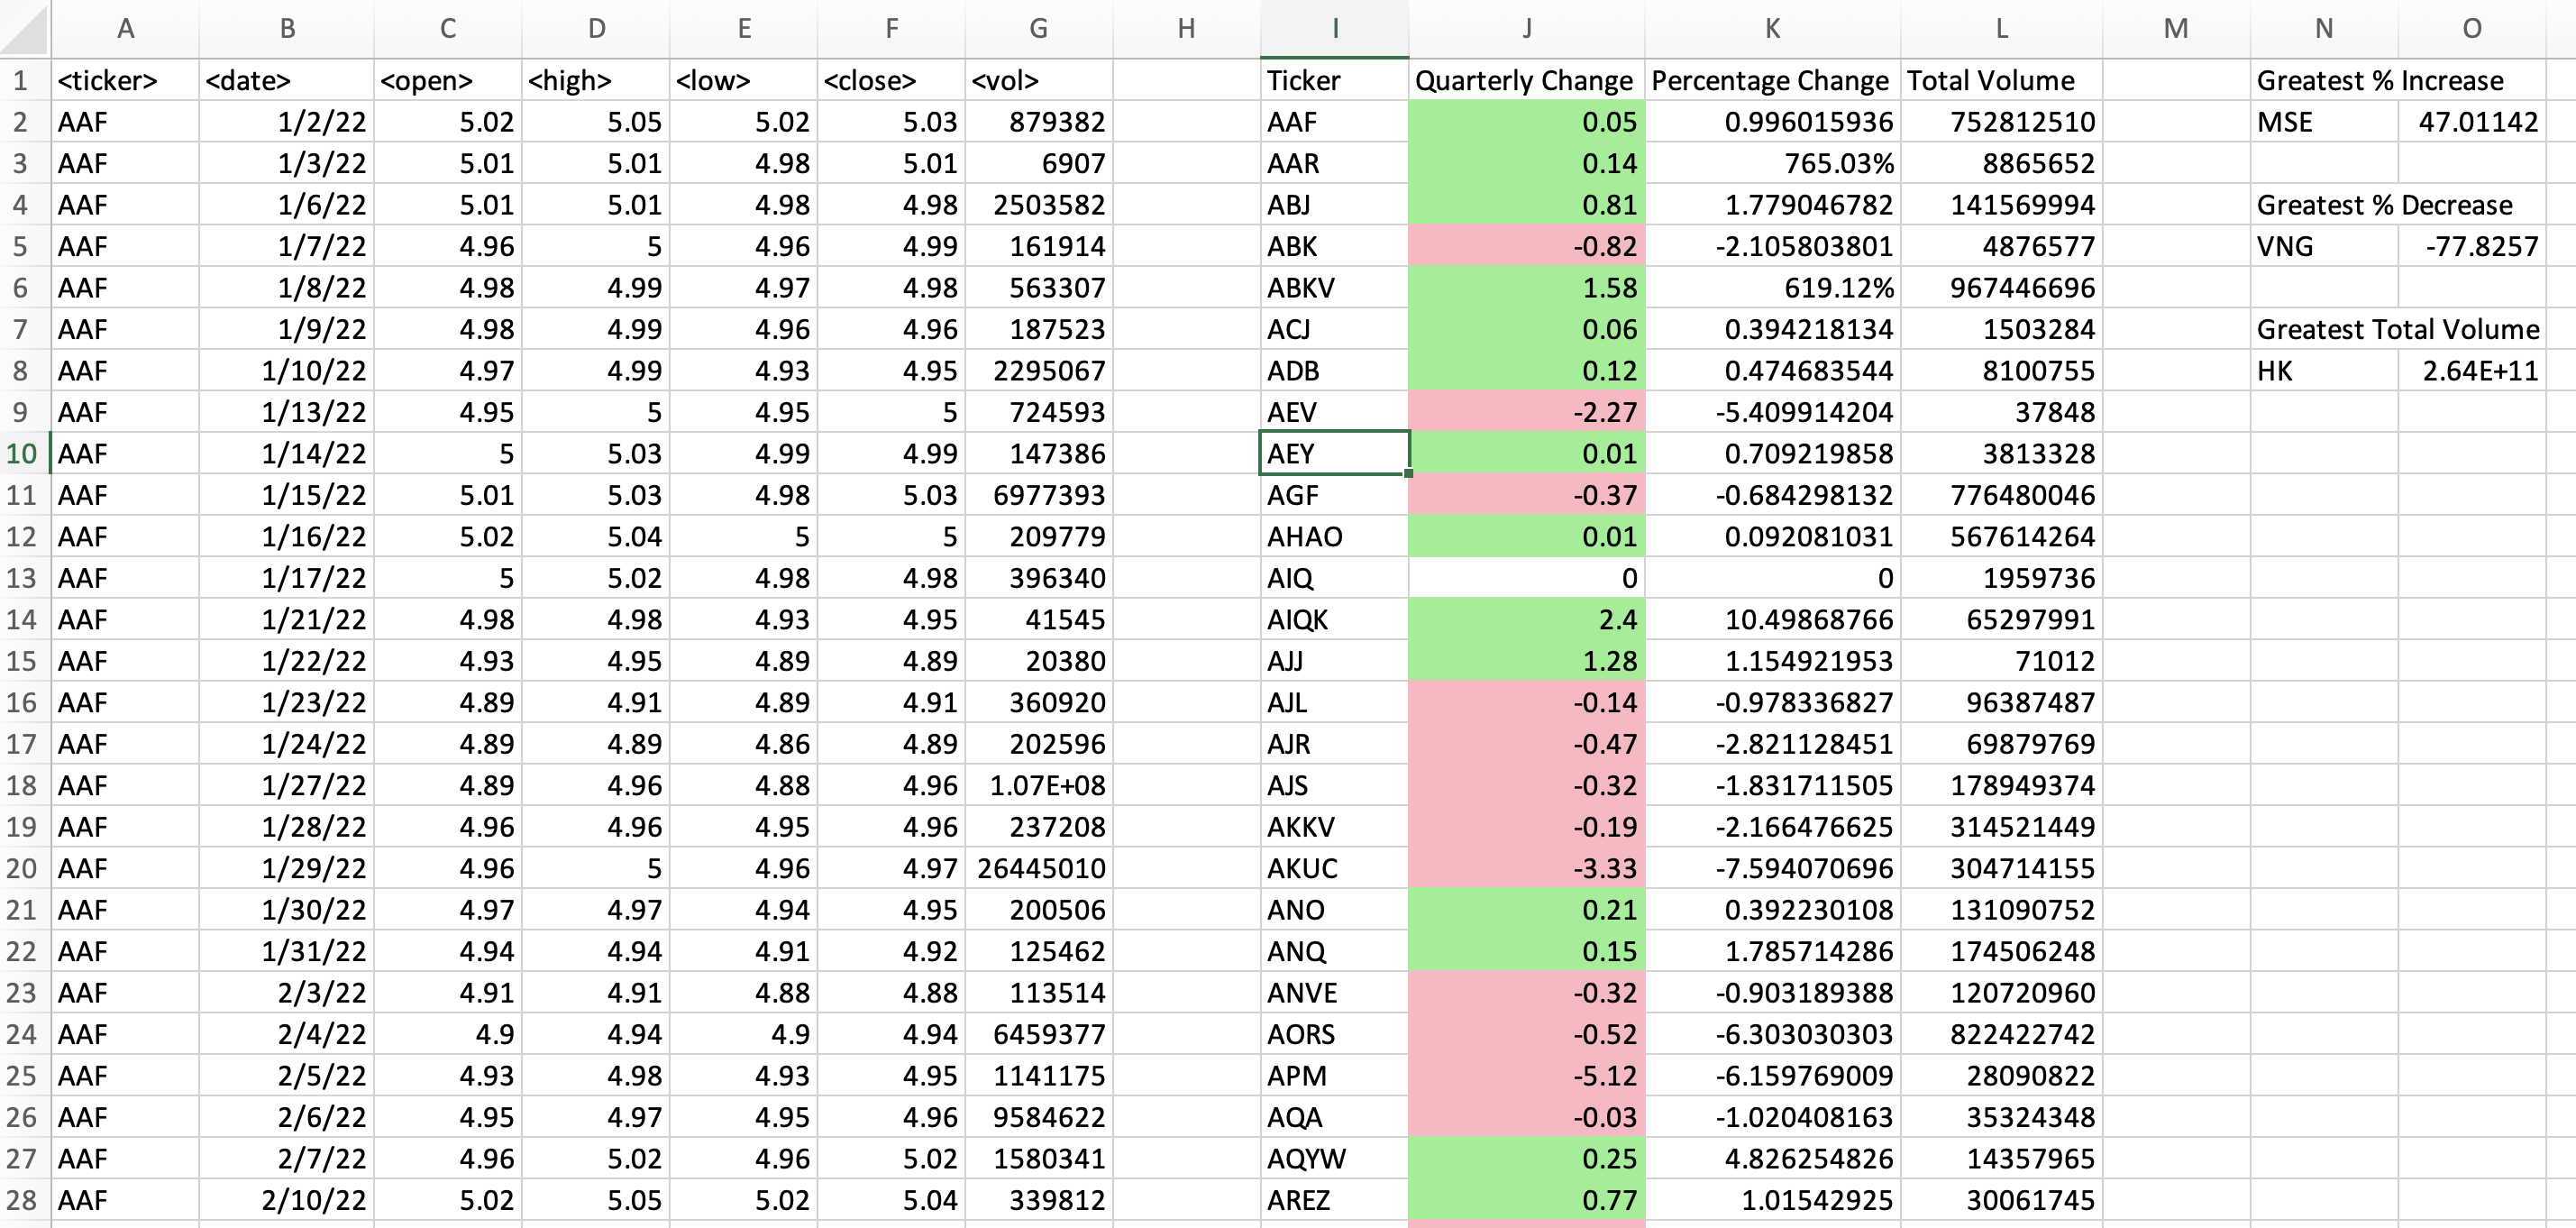 A B C D E F G H I J K L M N O
1 <ticker> <date> <open> <high> <low> <close> <vol> Ticker Quarterly Change Percentage Change Total Volume Greatest % Increase
2 AAF 1/2/22 5.02 5.05 5.02 5.03 879382 AAF 0.05 0.996015936 752812510 MSE 47.01142
3 AAF 1/3/22 5.01 5.01 4.98 5.01 6907 AAR 0.14 765.03% 8865652
4 AAF 1/6/22 5.01 5.01 4.98 4.98 2503582 ABJ 0.81 1.779046782 141569994 Greatest % Decrease
5 AAF 1/7/22 4.96 5 4.96 4.99 161914 ABK -0.82 -2.105803801 4876577 VNG -77.8257
6 AAF 1/8/22 4.98 4.99 4.97 4.98 563307 ABKV 1.58 619.12% 967446696
7 AAF 1/9/22 4.98 4.99 4.96 4.96 187523 ACJ 0.06 0.394218134 1503284 Greatest Total Volume
8 AAF 1/10/22 4.97 4.99 4.93 4.95 2295067 ADB 0.12 0.474683544 8100755 HK 2.64E+11
9 AAF 1/13/22 4.95 5 4.95 5 724593 AEV -2.27 -5.409914204 37848
10 AAF 1/14/22 5 5.03 4.99 4.99 147386 AEY 0.01 0.709219858 3813328
11 AAF 1/15/22 5.01 5.03 4.98 5.03 6977393 AGF -0.37 -0.684298132 776480046
12 AAF 1/16/22 5.02 5.04 5 5 209779 AHAO 0.01 0.092081031 567614264
13 AAF 1/17/22 5 5.02 4.98 4.98 396340 AIQ 0 0 1959736
14 AAF 1/21/22 4.98 4.98 4.93 4.95 41545 AIQK 2.4 10.49868766 65297991
15 AAF 1/22/22 4.93 4.95 4.89 4.89 20380 AJJ 1.28 1.154921953 71012
16 AAF 1/23/22 4.89 4.91 4.89 4.91 360920 AJL -0.14 -0.978336827 96387487
17 AAF 1/24/22 4.89 4.89 4.86 4.89 202596 AJR -0.47 -2.821128451 69879769
18 AAF 1/27/22 4.89 4.96 4.88 4.96 1.07E+08 AJS -0.32 -1.831711505 178949374
19 AAF 1/28/22 4.96 4.96 4.95 4.96 237208 AKKV -0.19 -2.166476625 314521449
20 AAF 1/29/22 4.96 5 4.96 4.97 26445010 AKUC -3.33 -7.594070696 304714155
21 AAF 1/30/22 4.97 4.97 4.94 4.95 200506 ANO 0.21 0.392230108 131090752
22 AAF 1/31/22 4.94 4.94 4.91 4.92 125462 ANQ 0.15 1.785714286 174506248
23 AAF 2/3/22 4.91 4.91 4.88 4.88 113514 ANVE -0.32 -0.903189388 120720960
24 AAF 2/4/22 4.9 4.94 4.9 4.94 6459377 AORS -0.52 -6.303030303 822422742
25 AAF 2/5/22 4.93 4.98 4.93 4.95 1141175 APM -5.12 -6.159769009 28090822
26 AAF 2/6/22 4.95 4.97 4.95 4.96 9584622 AQA -0.03 -1.020408163 35324348
27 AAF 2/7/22 4.96 5.02 4.96 5.02 1580341 AQYW 0.25 4.826254826 14357965
28 AAF 2/10/22 5.02 5.05 5.02 5.04 339812 AREZ 0.77 1.01542925 30061745